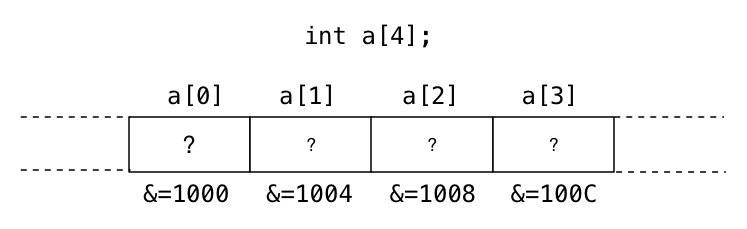 int a[4];
a[0] a[1] a[2] a[3]
? ? ? ?
&=1000 &=1004 &=1008 &=100C